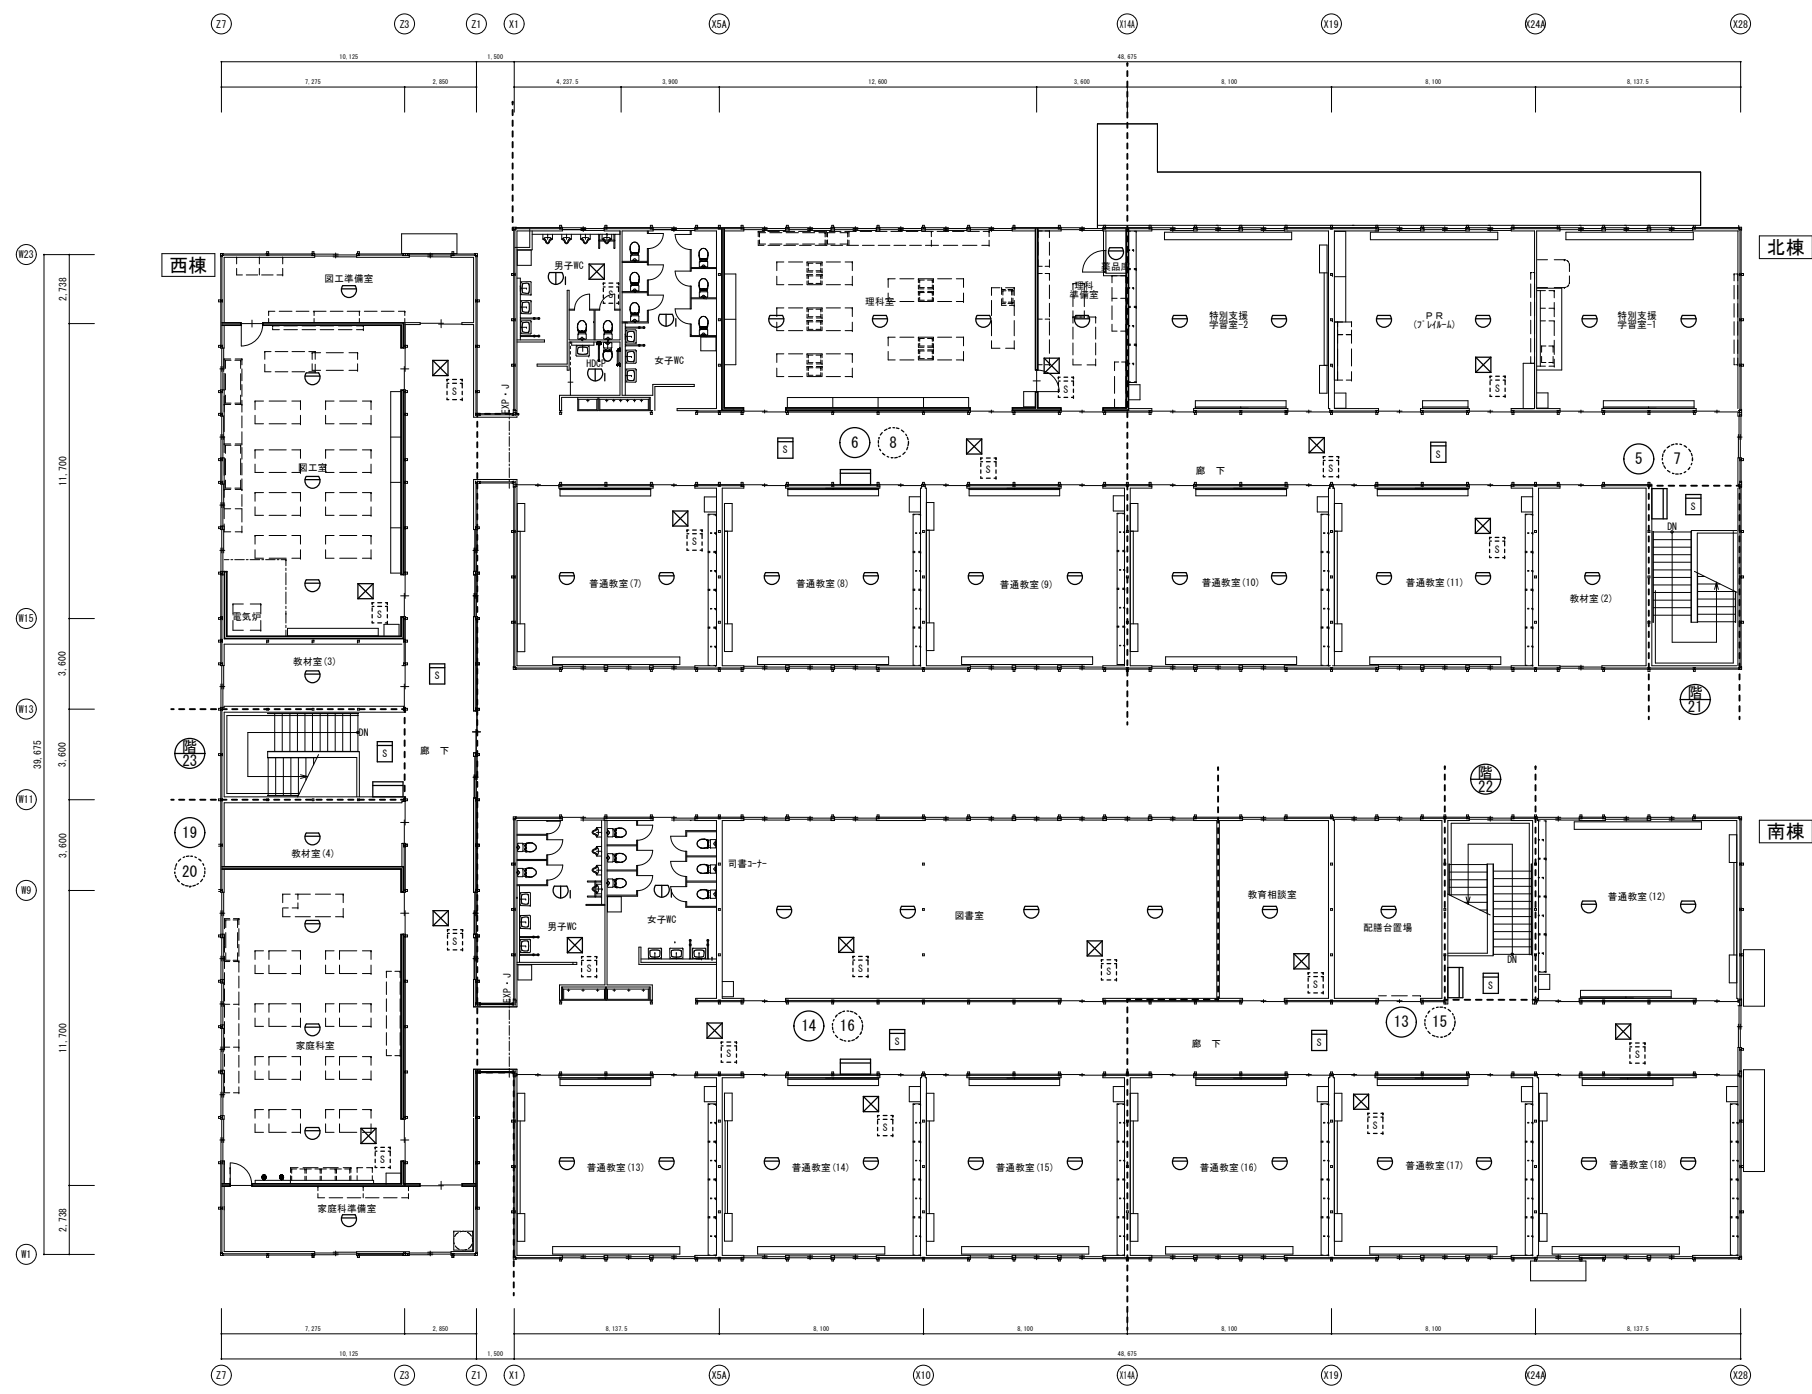 Z7 Z3 Z1 X1 X5A X14A X19 X24A X28
10,125 1,500 48,675
7,275 2,850 4,237.5 3,900 12,600 3,600 8,100 8,100 8,137.5
北棟
西棟
W23
2,738
図工準備室
男子WC
S
HDCP
女子WC
理科室
薬品庫
理科
準備室
S
特別支援
学習室-2
PR
(プレイルーム)
S
特別支援
学習室-1
S
EXP・J
S 6 8 S
廊 下
S S
5 7
11,700
図工室
電気炉
S
普通教室(7)
S
普通教室(8)
普通教室(9)
普通教室(10)
普通教室(11)
S
教材室(2)
S
DN
W15
3,600
教材室(3)
S
W13
階
21
39,675
3,600
階
23
DN
S
廊 下
W11
階
22
南棟
3,600
19
20
教材室(4)
W9
男子WC
S
女子WC
司書コーナー
図書室
S S
教育相談室
S
配膳台置場
DN
S
普通教室(12)
S
EXP・J
S 14 16 S
廊 下
S 13 15 S
11,700
家庭科室
S
普通教室(13)
普通教室(14)
S
普通教室(15)
普通教室(16)
普通教室(17)
S
普通教室(18)
家庭科準備室
2,738
W1
7,275 2,850 8,137.5 8,100 8,100 8,100 8,100 8,137.5
10,125 1,500 48,675
Z7 Z3 Z1 X1 X5A X10 X14A X19 X24A X28